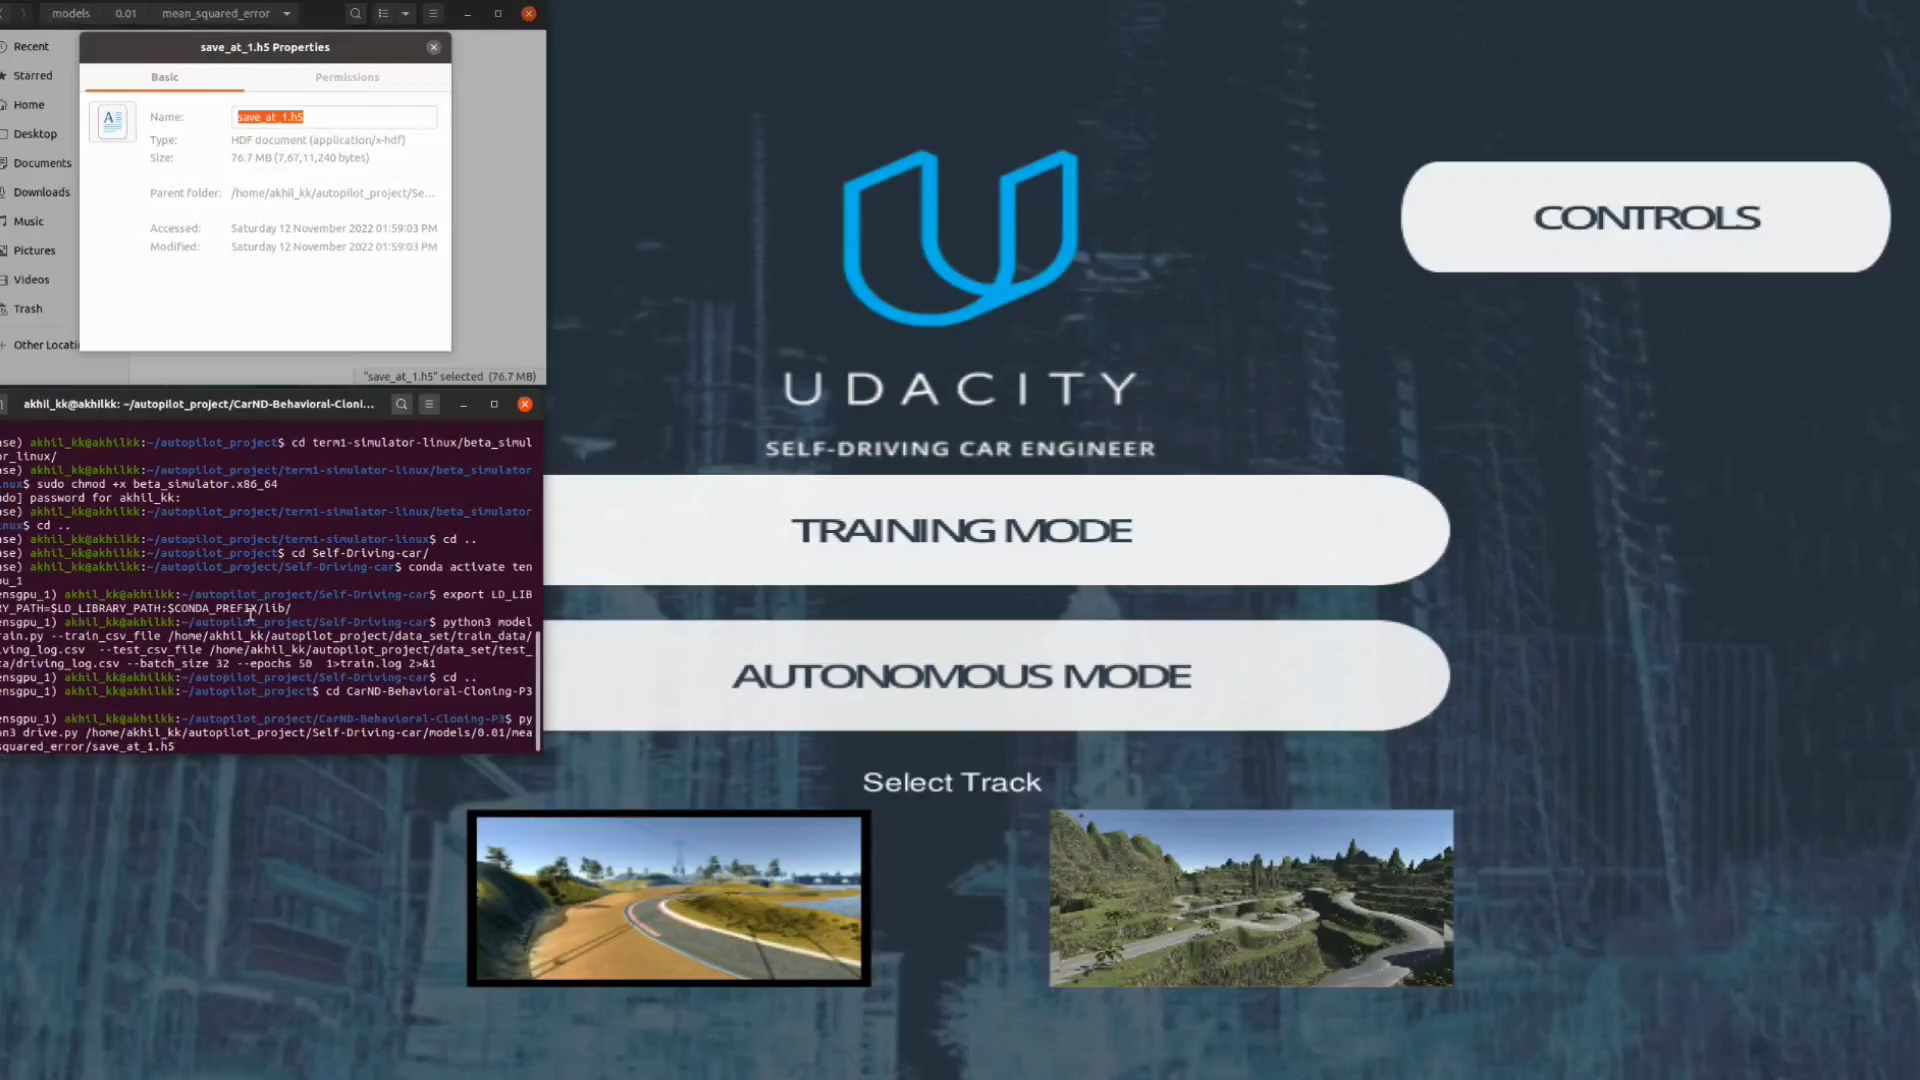 models 0.01 mean_squared_error
Recent
Starred
Home
Desktop
Documents
Downloads
Music
Pictures
Videos
Trash
Other Locati
save_at_1.h5 Properties
Basic Permissions
Name: save_at_1.h5
Type: HDF document (application/x-hdf)
Size: 76.7 MB (7,67,11,240 bytes)
Parent folder: /home/akhil_kk/autopilot_project/Se...
Accessed: Saturday 12 November 2022 01:59:03 PM
Modified: Saturday 12 November 2022 01:59:03 PM
"save_at_1.h5" selected (76.7 MB)
akhil_kk@akhilkk: ~/autopilot_project/CarND-Behavioral-Cloni...
ase) akhil_kk@akhilkk:~/autopilot_project$ cd term1-simulator-linux/beta_simul
or_linux/
ase) akhil_kk@akhilkk:~/autopilot_project/term1-simulator-linux/beta_simulator
inux$ sudo chmod +x beta_simulator.x86_64
udo] password for akhil_kk:
ase) akhil_kk@akhilkk:~/autopilot_project/term1-simulator-linux/beta_simulator
inux$ cd ..
ase) akhil_kk@akhilkk:~/autopilot_project/term1-simulator-linux$ cd ..
ase) akhil_kk@akhilkk:~/autopilot_project$ cd Self-Driving-car/
ase) akhil_kk@akhilkk:~/autopilot_project/Self-Driving-car$ conda activate ten
pu_1
ensgpu_1) akhil_kk@akhilkk:~/autopilot_project/Self-Driving-car$ export LD_LIB
RY_PATH=$LD_LIBRARY_PATH:$CONDA_PREFIX/lib/
ensgpu_1) akhil_kk@akhilkk:~/autopilot_project/Self-Driving-car$ python3 model
rain.py --train_csv_file /home/akhil_kk/autopilot_project/data_set/train_data/
iving_log.csv --test_csv_file /home/akhil_kk/autopilot_project/data_set/test_
ta/driving_log.csv --batch_size 32 --epochs 50 1>train.log 2>&1
ensgpu_1) akhil_kk@akhilkk:~/autopilot_project/Self-Driving-car$ cd ..
ensgpu_1) akhil_kk@akhilkk:~/autopilot_project$ cd CarND-Behavioral-Cloning-P3
ensgpu_1) akhil_kk@akhilkk:~/autopilot_project/CarND-Behavioral-Cloning-P3$ py
on3 drive.py /home/akhil_kk/autopilot_project/Self-Driving-car/models/0.01/mea
squared_error/save_at_1.h5
UDACITY
SELF-DRIVING CAR ENGINEER
CONTROLS
TRAINING MODE
AUTONOMOUS MODE
Select Track